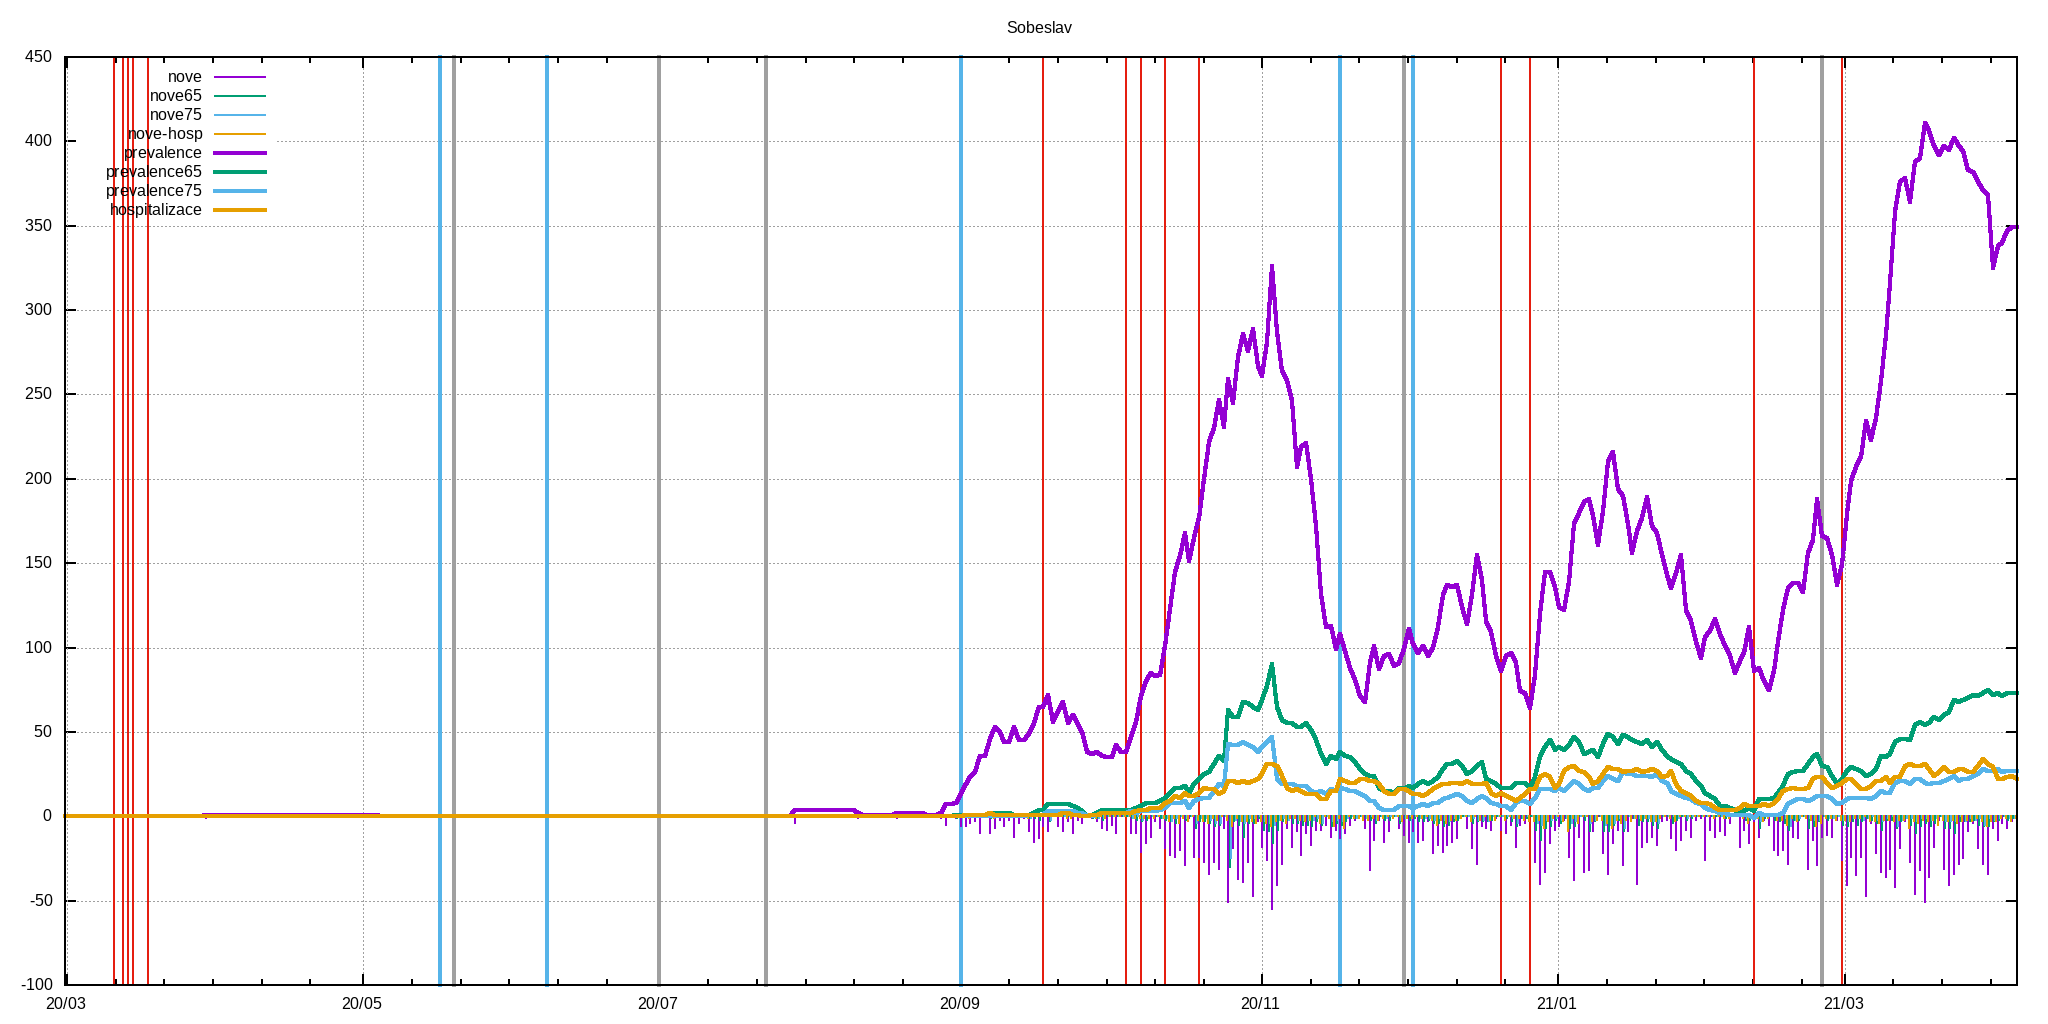 Sobeslav
450
400
350
300
250
200
150
100
50
0
-50
-100
nove
nove65
nove75
nove-hosp
prevalence
prevalence65
prevalence75
hospitalizace
20/03 20/05 20/07 20/09 20/11 21/01 21/03